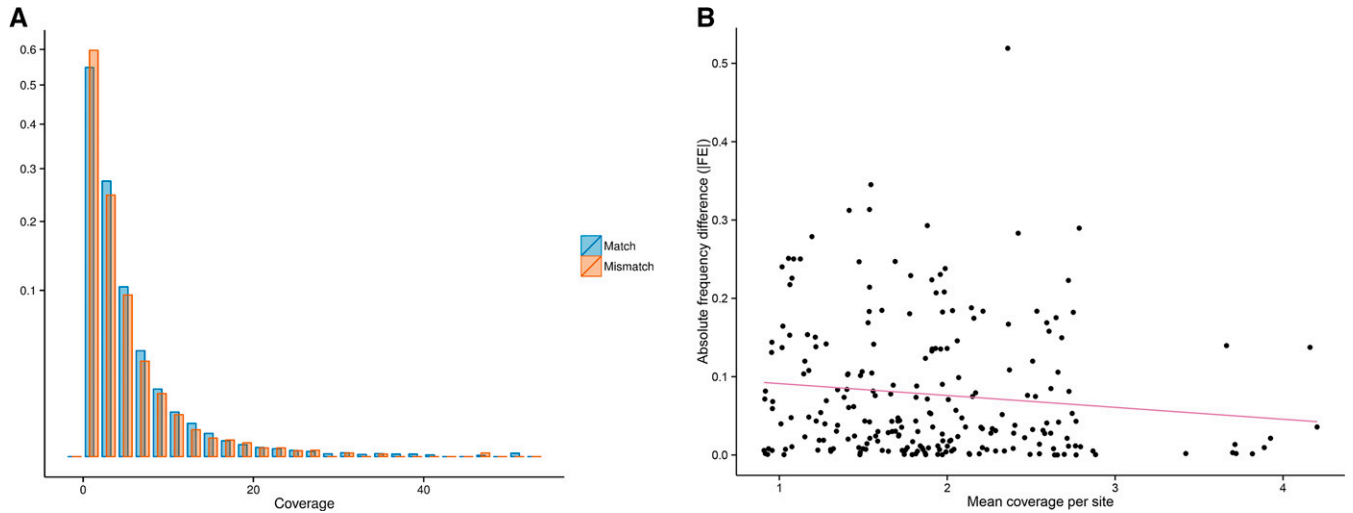 A
0.6
0.5
0.4
0.3
0.2
0.1
0
20
40
Coverage
Match
Mismatch
B
Absolute frequency difference (|FE|)
0.5
0.4
0.3
0.2
0.1
0.0
1
2
3
4
Mean coverage per site